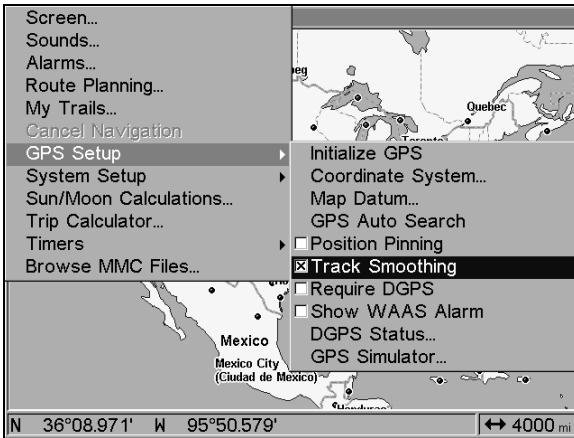 Screen...
Sounds...
Alarms...
Route Planning...
My Trails...
Cancel Navigation
GPS Setup
System Setup
Sun/Moon Calculations...
Trip Calculator...
Timers
Browse MMC Files...
Initialize GPS
Coordinate System...
Map Datum...
GPS Auto Search
Position Pinning
Track Smoothing
Require DGPS
Show WAAS Alarm
DGPS Status...
GPS Simulator...
Quebec
Toronto
Mexico
Mexico City
(Ciudad de Mexico)
Honduras
N 36°08.971' W 95°50.579'
↔ 4000 mi